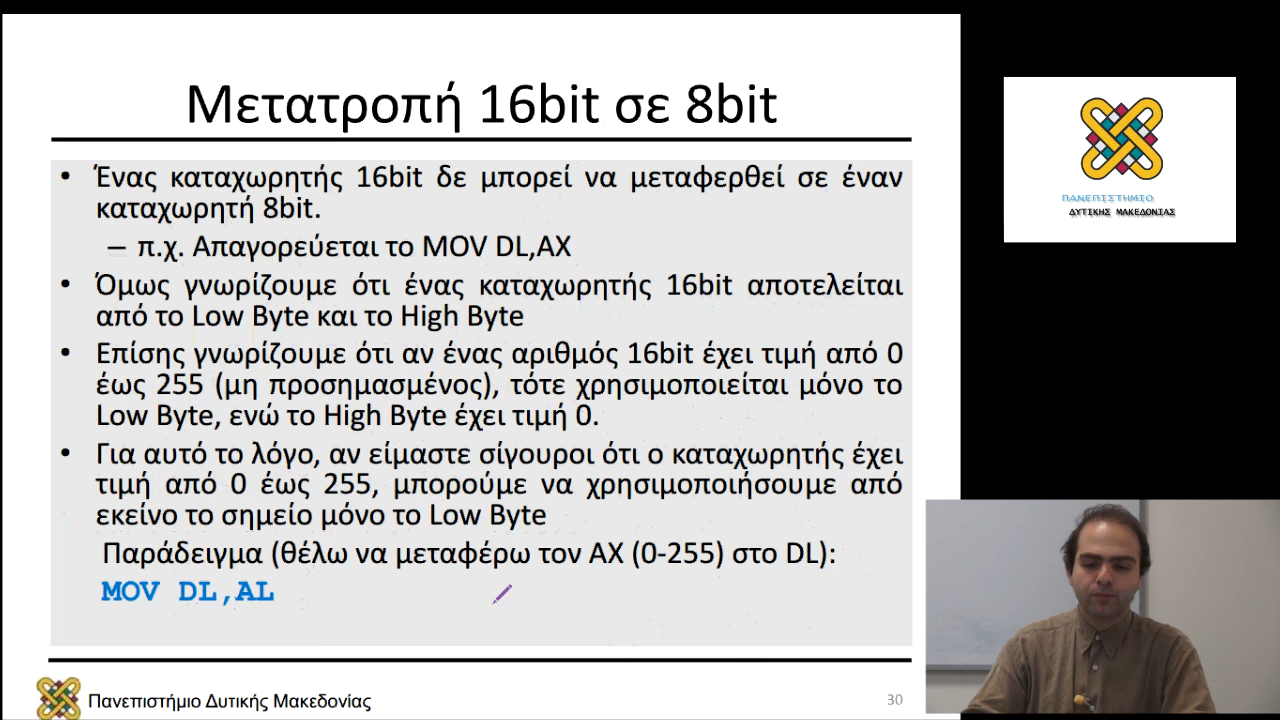 Μετατροπή 16bit σε 8bit
• Ένας καταχωρητής 16bit δε μπορεί να μεταφερθεί σε έναν
καταχωρητή 8bit.
– π.χ. Απαγορεύεται το MOV DL,AX
• Όμως γνωρίζουμε ότι ένας καταχωρητής 16bit αποτελείται
από το Low Byte και το High Byte
• Επίσης γνωρίζουμε ότι αν ένας αριθμός 16bit έχει τιμή από 0
έως 255 (μη προσημασμένος), τότε χρησιμοποιείται μόνο το
Low Byte, ενώ το High Byte έχει τιμή 0.
• Για αυτό το λόγο, αν είμαστε σίγουροι ότι ο καταχωρητής έχει
τιμή από 0 έως 255, μπορούμε να χρησιμοποιήσουμε από
εκείνο το σημείο μόνο το Low Byte
Παράδειγμα (θέλω να μεταφέρω τον AX (0-255) στο DL):
MOV DL,AL
Πανεπιστήμιο Δυτικής Μακεδονίας
30
ΠΑΝΕΠΙΣΤΗΜΙΟ
ΔΥΤΙΚΗΣ ΜΑΚΕΔΟΝΙΑΣ